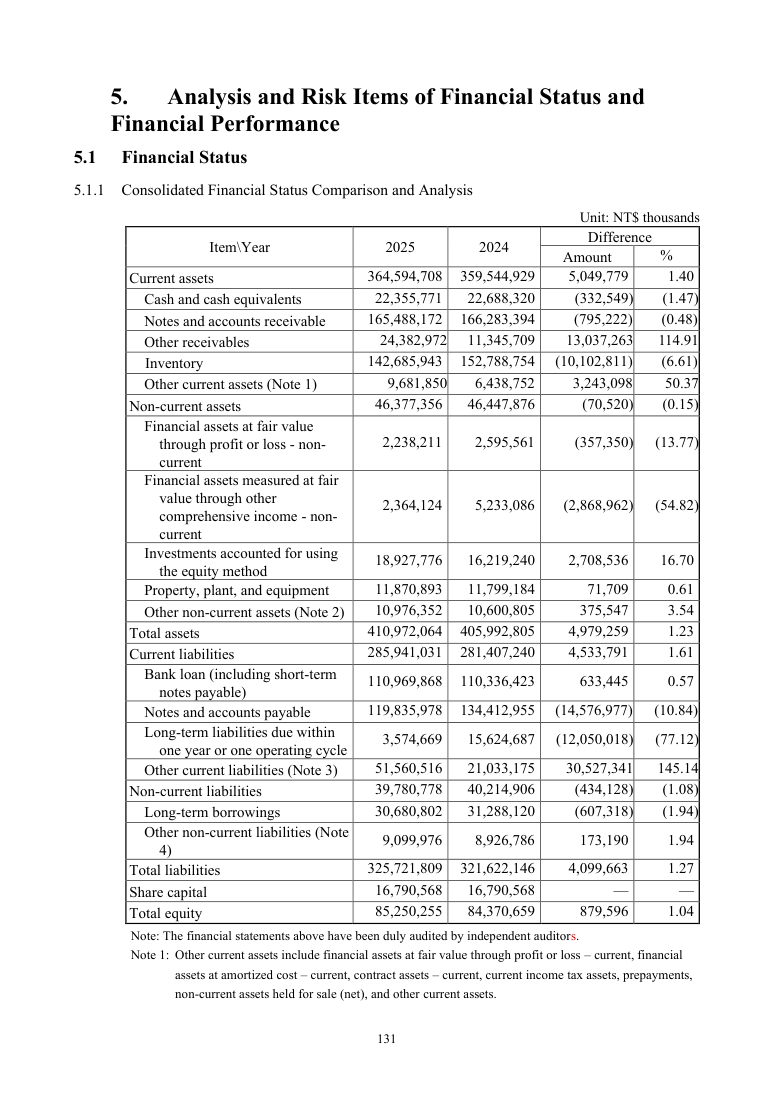 5. Analysis and Risk Items of Financial Status and
Financial Performance
5.1 Financial Status
5.1.1 Consolidated Financial Status Comparison and Analysis
Unit: NT$ thousands
Item\Year 2025 2024 Difference
Amount %
Current assets 364,594,708 359,544,929 5,049,779 1.40
Cash and cash equivalents 22,355,771 22,688,320 (332,549) (1.47)
Notes and accounts receivable 165,488,172 166,283,394 (795,222) (0.48)
Other receivables 24,382,972 11,345,709 13,037,263 114.91
Inventory 142,685,943 152,788,754 (10,102,811) (6.61)
Other current assets (Note 1) 9,681,850 6,438,752 3,243,098 50.37
Non-current assets 46,377,356 46,447,876 (70,520) (0.15)
Financial assets at fair value
through profit or loss - non-
current
2,238,211 2,595,561 (357,350) (13.77)
Financial assets measured at fair
value through other
comprehensive income - non-
current
2,364,124 5,233,086 (2,868,962) (54.82)
Investments accounted for using
the equity method
18,927,776 16,219,240 2,708,536 16.70
Property, plant, and equipment 11,870,893 11,799,184 71,709 0.61
Other non-current assets (Note 2) 10,976,352 10,600,805 375,547 3.54
Total assets 410,972,064 405,992,805 4,979,259 1.23
Current liabilities 285,941,031 281,407,240 4,533,791 1.61
Bank loan (including short-term
notes payable)
110,969,868 110,336,423 633,445 0.57
Notes and accounts payable 119,835,978 134,412,955 (14,576,977) (10.84)
Long-term liabilities due within
one year or one operating cycle
3,574,669 15,624,687 (12,050,018) (77.12)
Other current liabilities (Note 3) 51,560,516 21,033,175 30,527,341 145.14
Non-current liabilities 39,780,778 40,214,906 (434,128) (1.08)
Long-term borrowings 30,680,802 31,288,120 (607,318) (1.94)
Other non-current liabilities (Note
4)
9,099,976 8,926,786 173,190 1.94
Total liabilities 325,721,809 321,622,146 4,099,663 1.27
Share capital 16,790,568 16,790,568 — —
Total equity 85,250,255 84,370,659 879,596 1.04
Note: The financial statements above have been duly audited by independent auditors.
Note 1: Other current assets include financial assets at fair value through profit or loss – current, financial
assets at amortized cost – current, contract assets – current, current income tax assets, prepayments,
non-current assets held for sale (net), and other current assets.
131